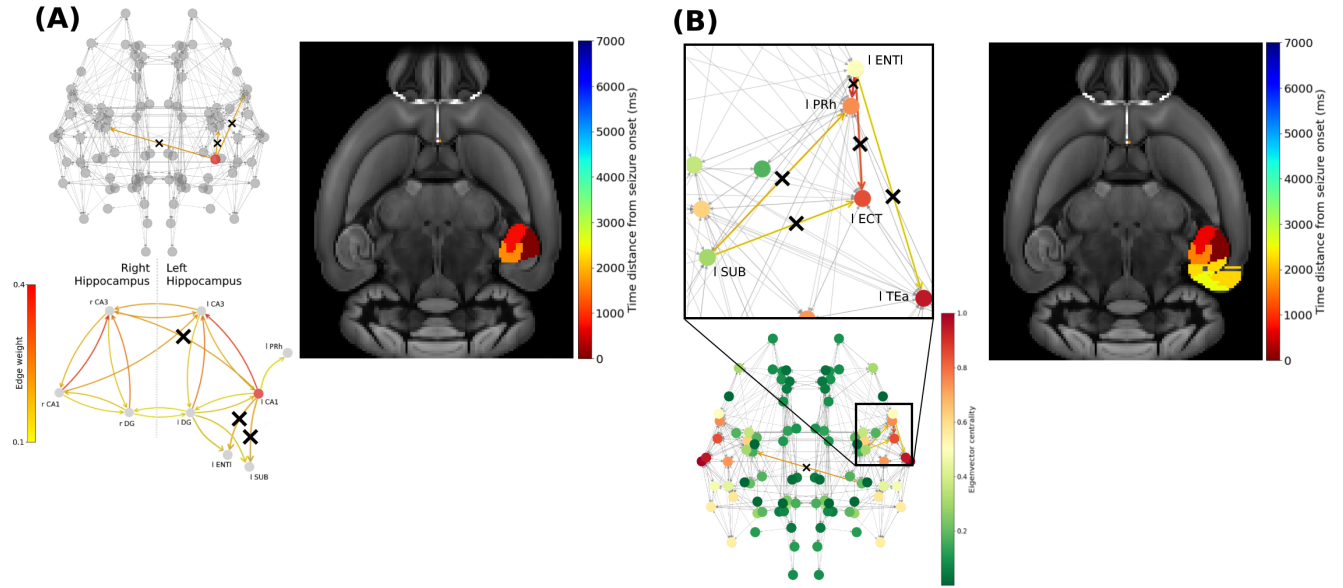 (A)
7000
6000
5000
4000
3000
2000
1000
0
Time distance from seizure onset (ms)
Right
Hippocampus
Left
Hippocampus
0.4
0.1
Edge weight
r CA3
l CA3
l PRh
r CA1
l CA1
r DG
l DG
l ENTl
l SUB
(B)
l ENTl
l PRh
l ECT
l SUB
l TEa
1.0
0.8
0.6
0.4
0.2
Eigenvector centrality
7000
6000
5000
4000
3000
2000
1000
0
Time distance from seizure onset (ms)